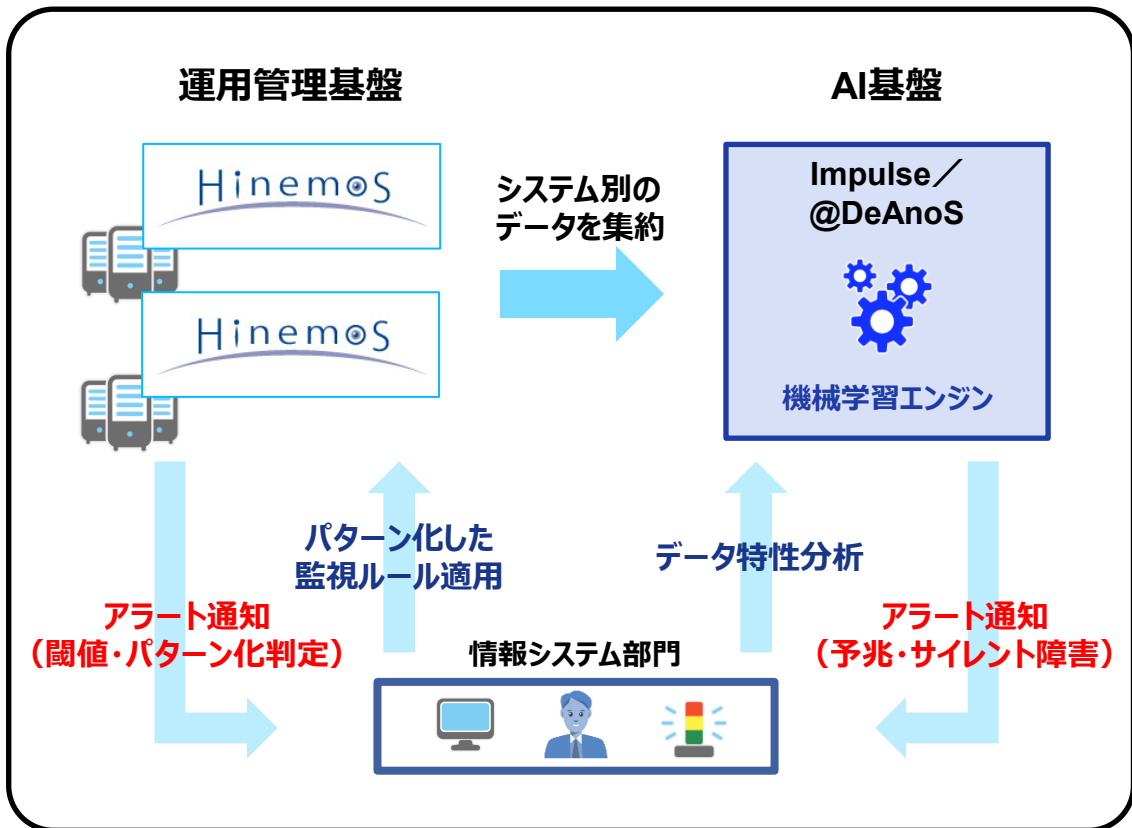 運用管理基盤
AI基盤
Hinemos
Hinemos
システム別の
データを集約
Impulse／
@DeAnoS
機械学習エンジン
パターン化した
監視ルール適用
データ特性分析
アラート通知
（閾値・パターン化判定）
情報システム部門
アラート通知
（予兆・サイレント障害）